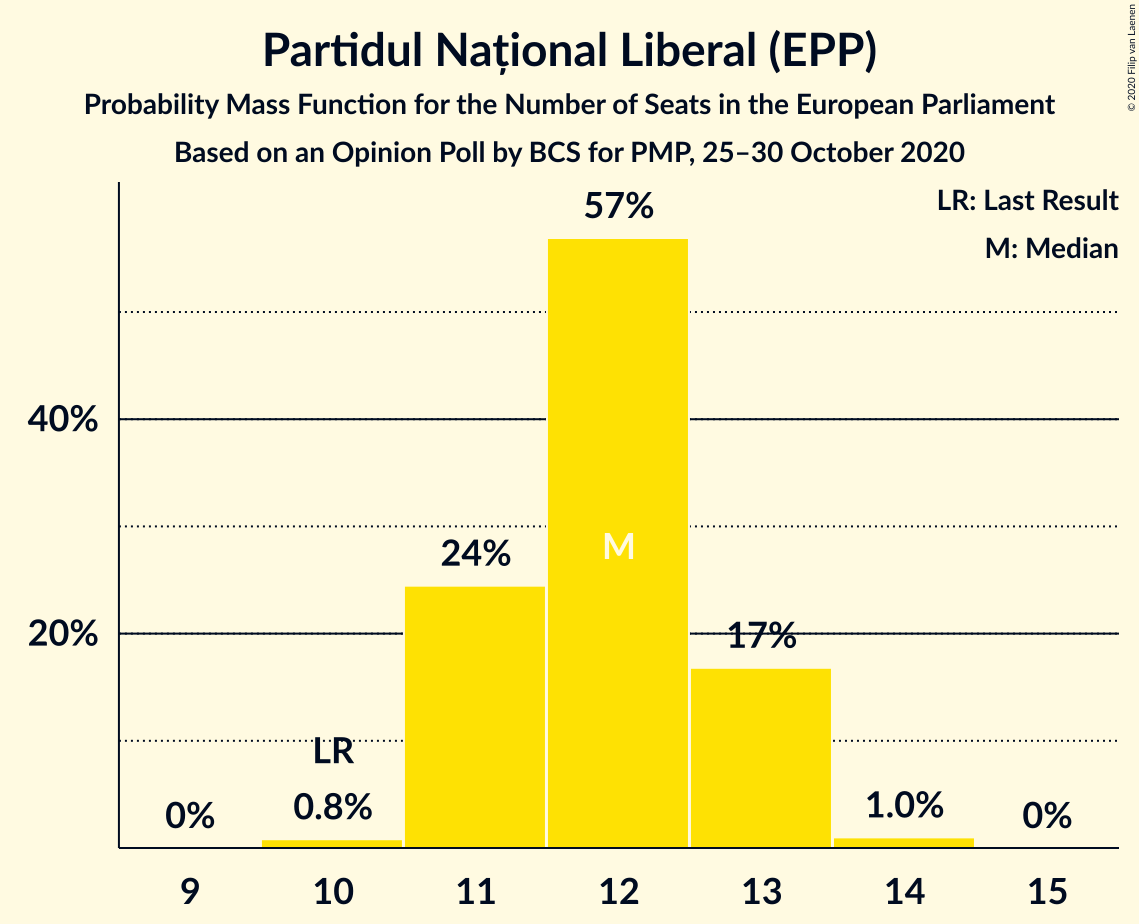 Partidul Național Liberal (EPP)
Probability Mass Function for the Number of Seats in the European Parliament
Based on an Opinion Poll by BCS for PMP, 25–30 October 2020
© 2020 Filip van Laenen
LR: Last Result
M: Median
57%
40%
24%
M
20%
17%
LR
0%
0.8%
1.0%
0%
9 10 11 12 13 14 15